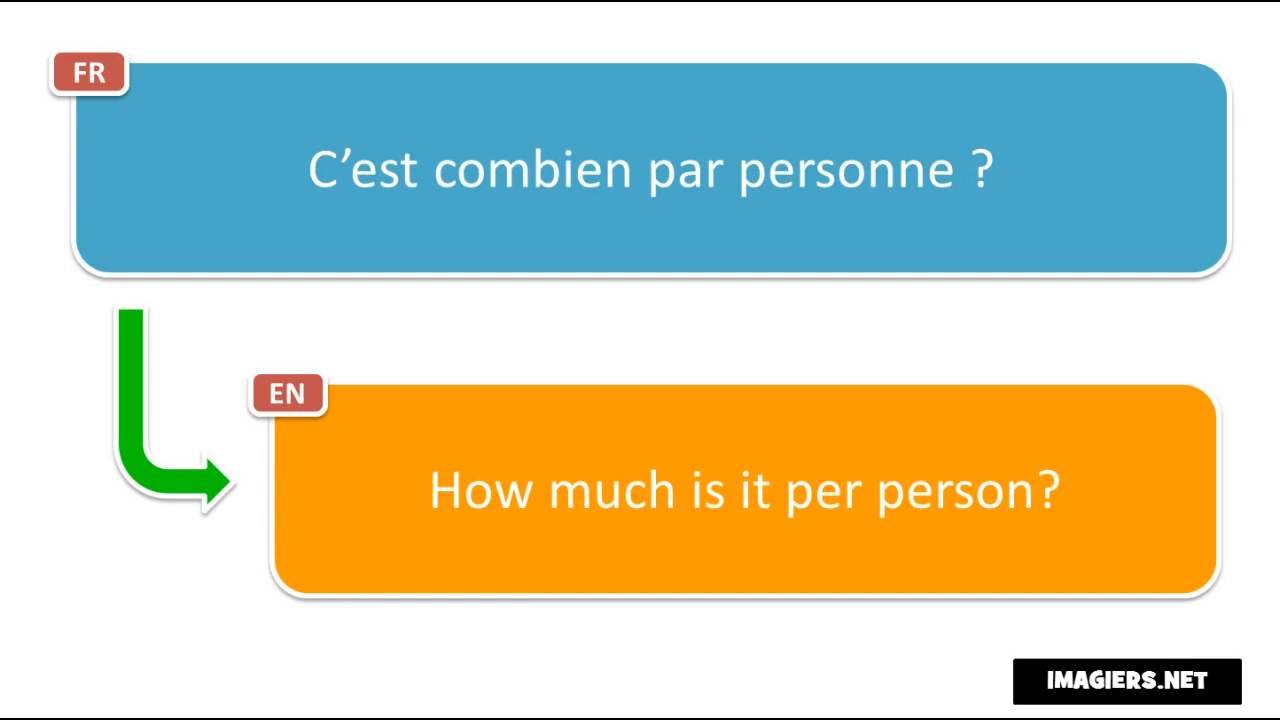 FR
C’est combien par personne ?
EN
How much is it per person?
IMAGIERS.NET